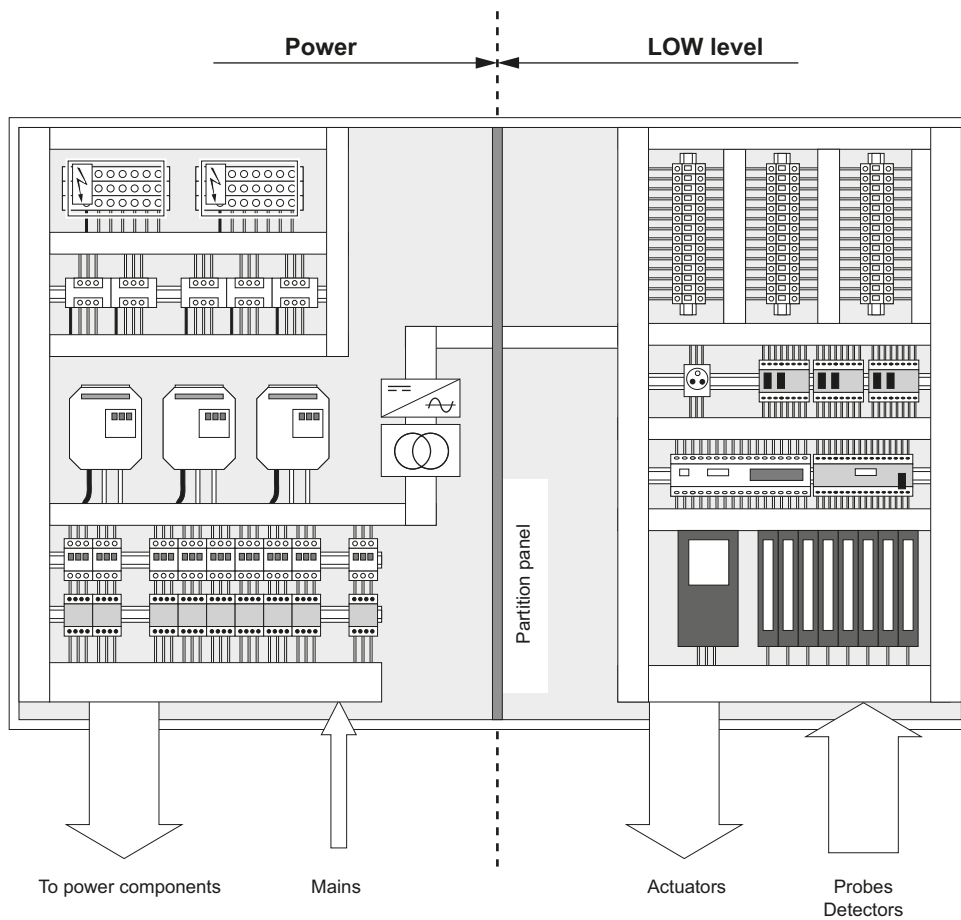 Power
LOW level
Partition panel
To power components
Mains
Actuators
Probes
Detectors